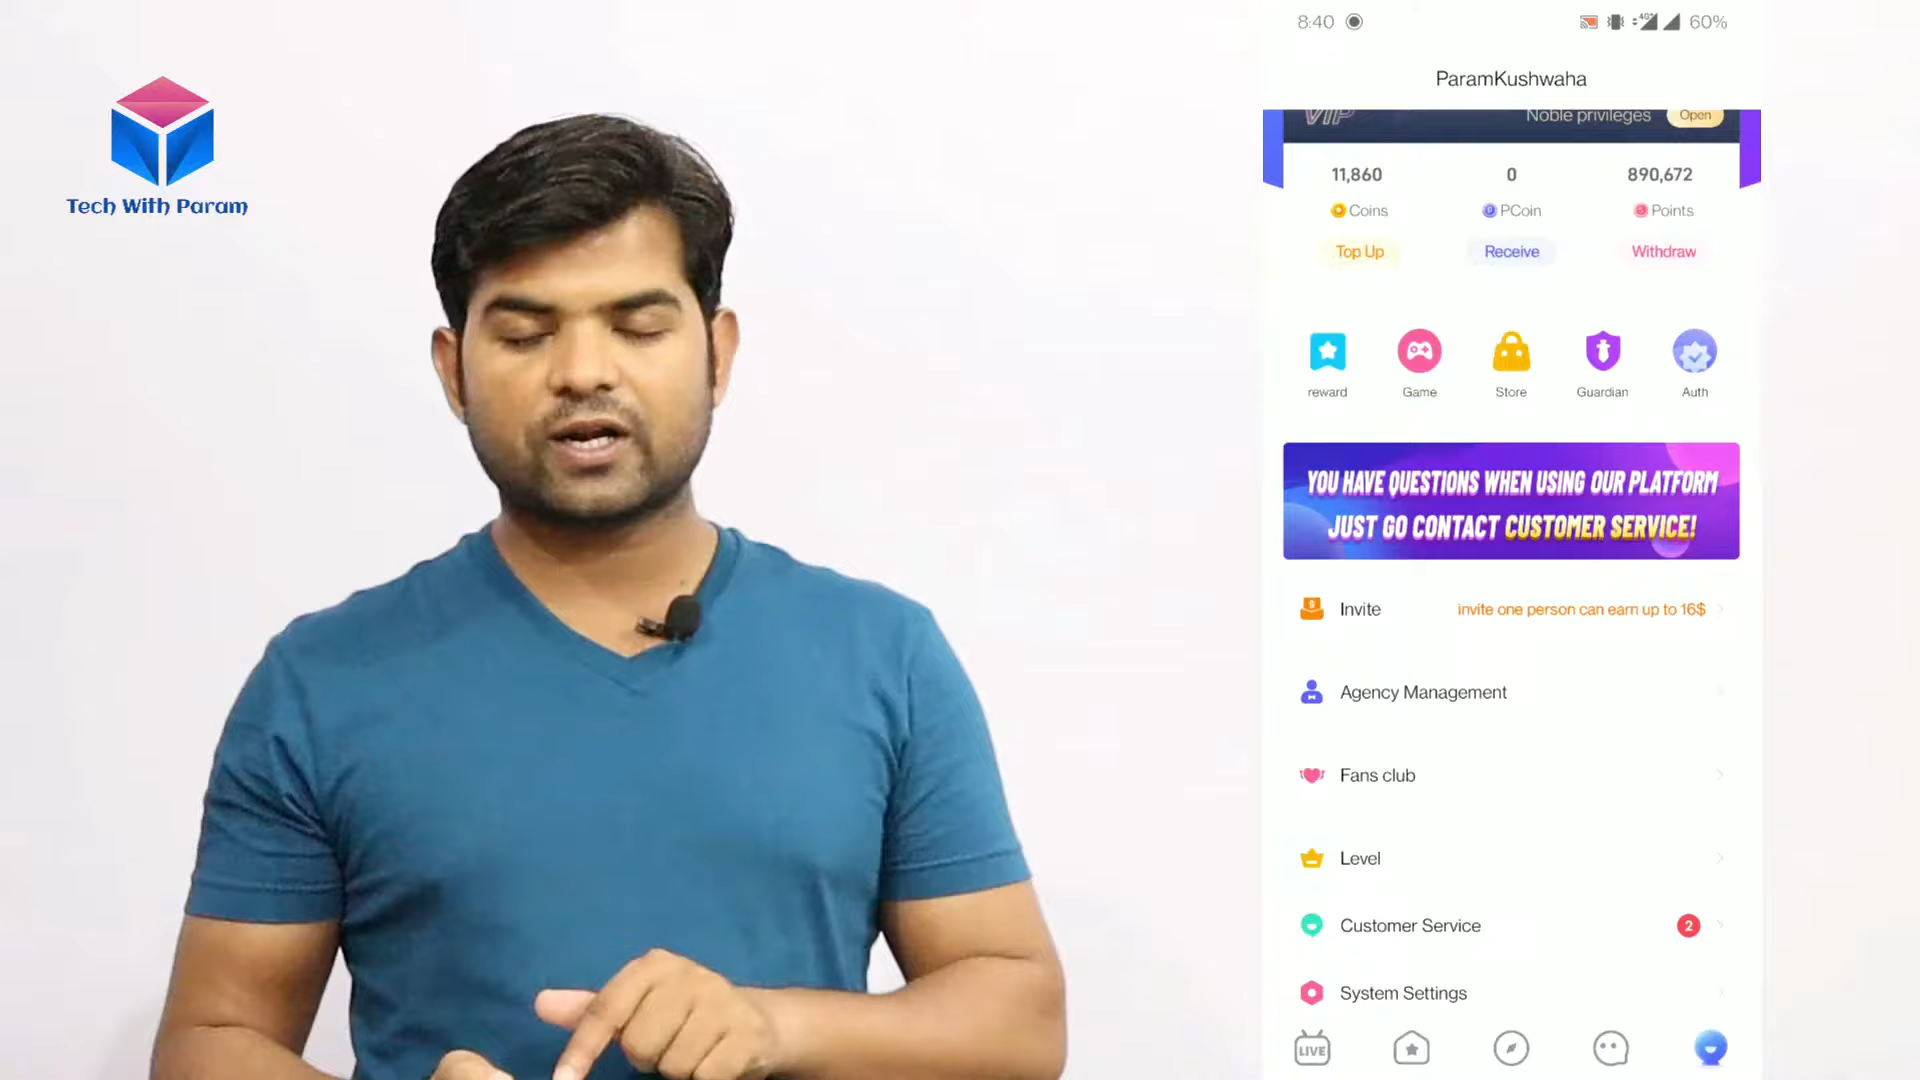 Tech With Param
8:40
4G+
60%
ParamKushwaha
VIP
Noble privileges
Open
11,860
0
890,672
Coins
PCoin
Points
Top Up
Receive
Withdraw
reward
Game
Store
Guardian
Auth
YOU HAVE QUESTIONS WHEN USING OUR PLATFORM
JUST GO CONTACT CUSTOMER SERVICE!
Invite
invite one person can earn up to 16$
Agency Management
Fans club
Level
Customer Service
2
System Settings
LIVE